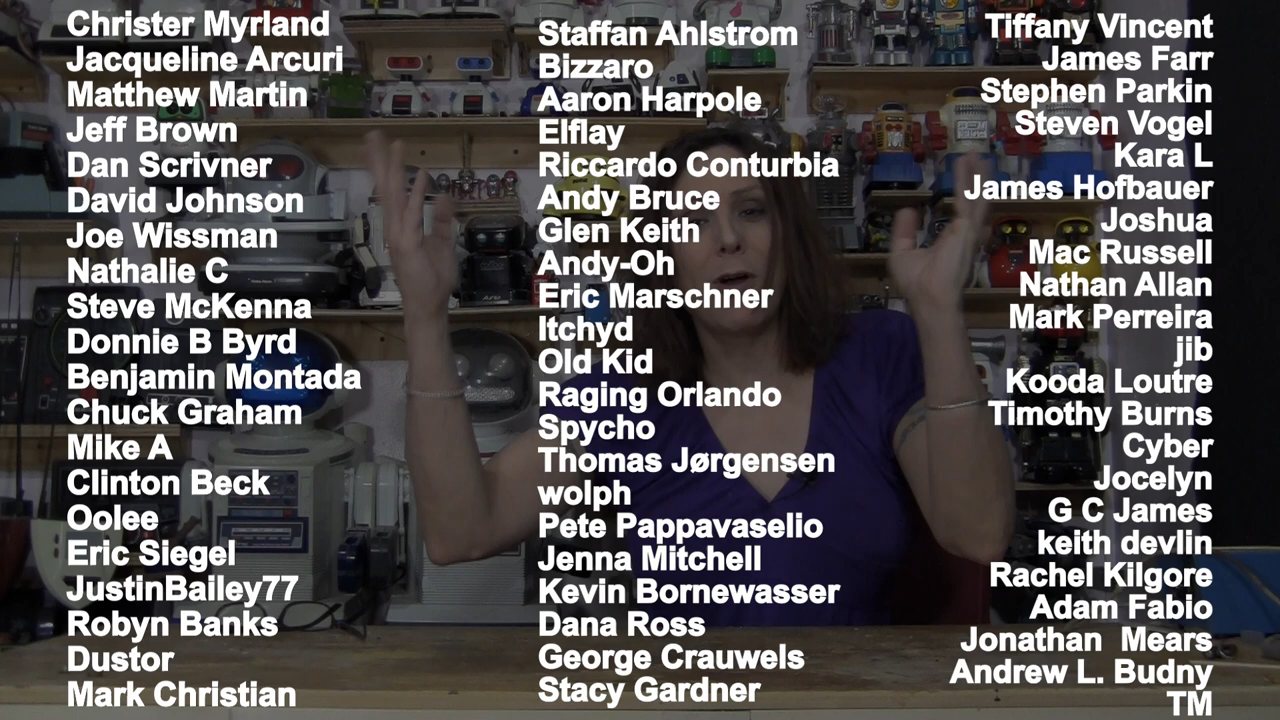 Christer Myrland
Jacqueline Arcuri
Matthew Martin
Jeff Brown
Dan Scrivner
David Johnson
Joe Wissman
Nathalie C
Steve McKenna
Donnie B Byrd
Benjamin Montada
Chuck Graham
Mike A
Clinton Beck
Oolee
Eric Siegel
JustinBailey77
Robyn Banks
Dustor
Mark Christian
Staffan Ahlstrom
Bizzaro
Aaron Harpole
Elflay
Riccardo Conturbia
Andy Bruce
Glen Keith
Andy-Oh
Eric Marschner
Itchyd
Old Kid
Raging Orlando
Spycho
Thomas Jørgensen
wolph
Pete Pappavaselio
Jenna Mitchell
Kevin Bornewasser
Dana Ross
George Crauwels
Stacy Gardner
Tiffany Vincent
James Farr
Stephen Parkin
Steven Vogel
Kara L
James Hofbauer
Joshua
Mac Russell
Nathan Allan
Mark Perreira
jib
Kooda Loutre
Timothy Burns
Cyber
Jocelyn
G C James
keith devlin
Rachel Kilgore
Adam Fabio
Jonathan  Mears
Andrew L. Budny
TM